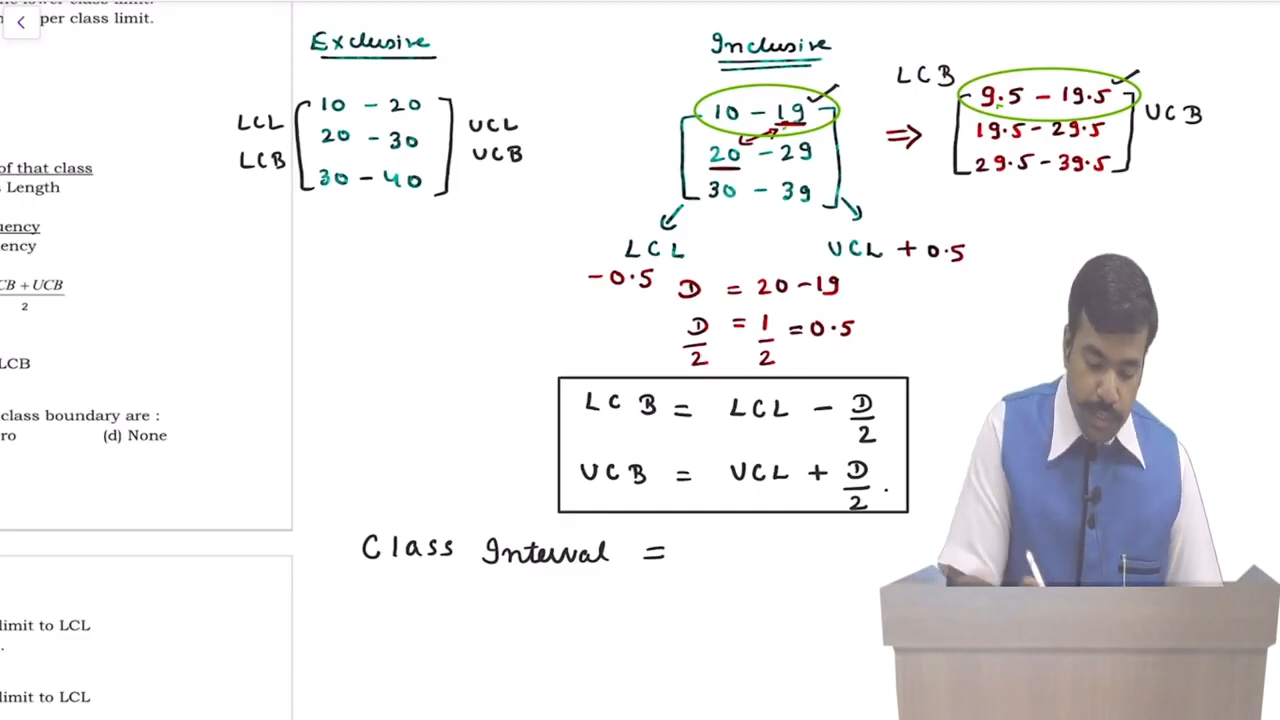 per class limit.
of that class
Length
ency
CB + UCB
2
LCB
class boundary are :
ro (d) None
limit to LCL
.
limit to LCL
Exclusive
LCL
LCB
10 - 20
20 - 30
30 - 40
UCL
UCB
Inclusive
10 - 19
20 - 29
30 - 39
LCL
- 0.5
UCL + 0.5
⇒
LCB
9.5 - 19.5
19.5 - 29.5
29.5 - 39.5
UCB
D = 20 - 19
D/2 = 1/2 = 0.5
LCB = LCL - D/2
UCB = UCL + D/2 .
Class Interval =